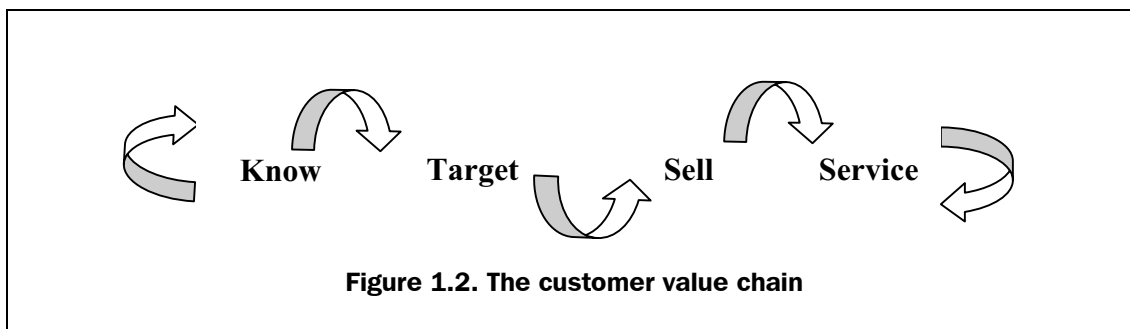 Know Target Sell Service
Figure 1.2. The customer value chain